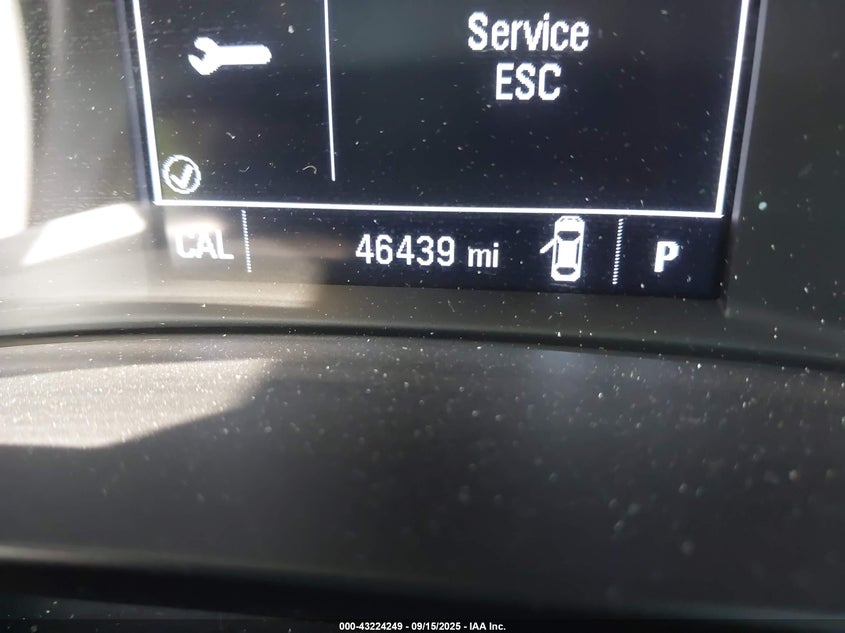 Service
ESC
CAL 46439 mi P
000-43224249 - 09/15/2025 - IAA Inc.